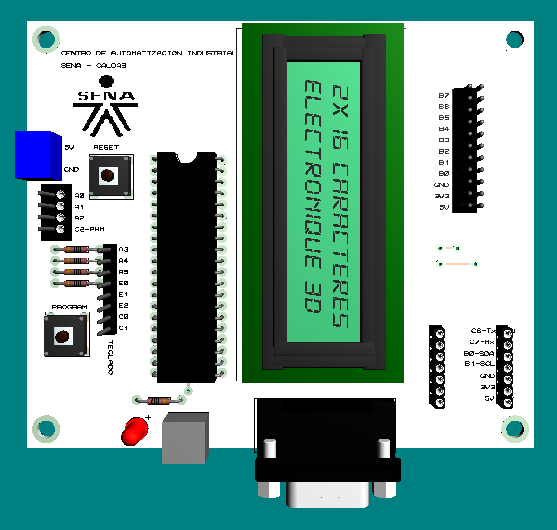 CENTRO DE AUTOMATIZACION INDUSTRIAL
SENA - CALDAS
SENA
5V
GND
RESET
A0
A1
A2
C2-PWM
A3
A4
A5
E0
E1
E2
C0
C1
TECLADO
PROGRAM
+
2X 16 CARACTERES
ELECTRONIQUE 3D
B7
B6
B5
B4
B3
B2
B1
B0
GND
3V3
5V
C6-Tx
C7-Rx
B0-SDA
B1-SCL
GND
3V3
5V